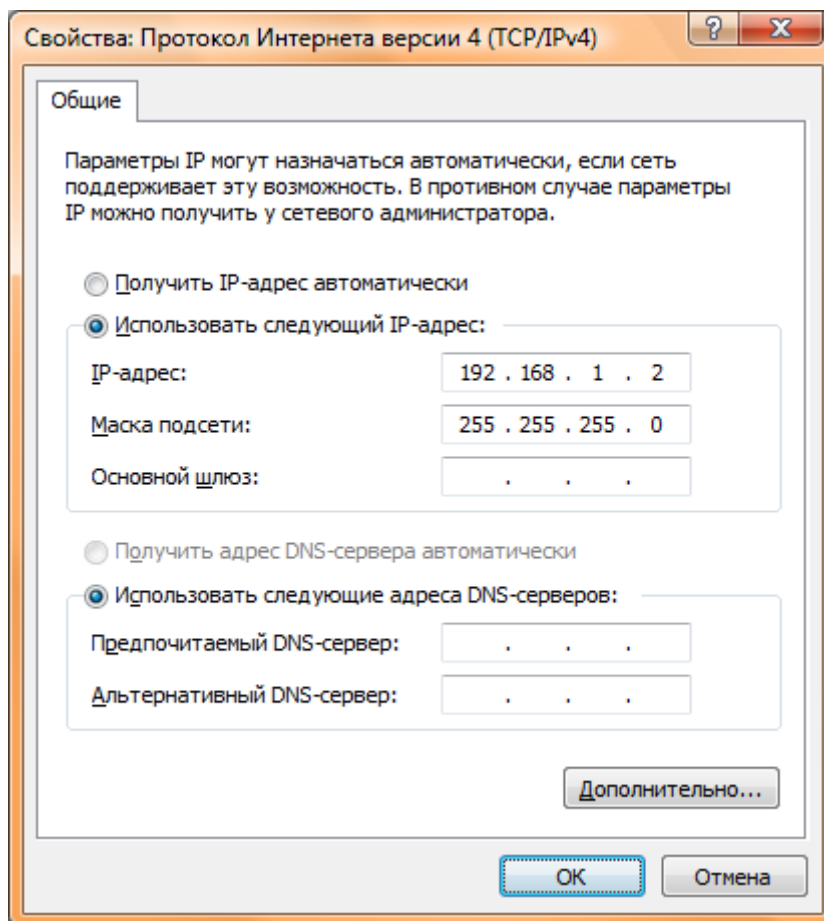 Свойства: Протокол Интернета версии 4 (TCP/IPv4)
Общие
Параметры IP могут назначаться автоматически, если сеть
поддерживает эту возможность. В противном случае параметры
IP можно получить у сетевого администратора.
Получить IP-адрес автоматически
Использовать следующий IP-адрес:
IP-адрес: 192 . 168 . 1 . 2
Маска подсети: 255 . 255 . 255 . 0
Основной шлюз: . . .
Получить адрес DNS-сервера автоматически
Использовать следующие адреса DNS-серверов:
Предпочитаемый DNS-сервер: . . .
Альтернативный DNS-сервер: . . .
Дополнительно...
ОК Отмена